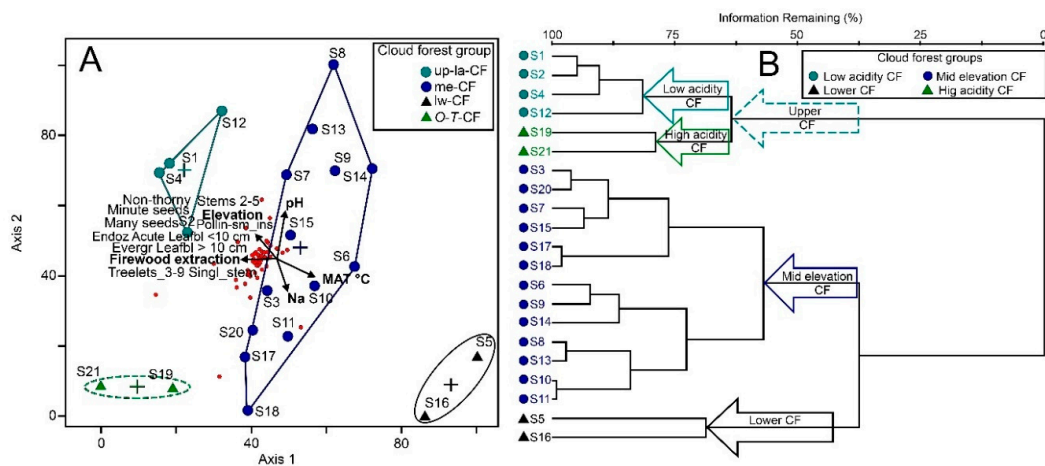 A
Cloud forest group
up-la-CF
me-CF
lw-CF
O-T-CF
S8
S12
S13
S1
S9
S4
S7
S14
Non-thorny Stems 2-5
pH
Minute seeds
Elevation
Many seeds S2 Pollin-sm_ins
S15
Endoz Acute Leafbl <10 cm
Evergr Leafbl > 10 cm
S6
Firewood extraction
Treelets_3-9 Singl_stem
MAT °C
S3
Na
S10
S11
S20
S17
S5
S21
S19
S16
S18
80
40
0
Axis 2
0
40
80
Axis 1
Information Remaining (%)
100
75
50
25
0
B
Cloud forest groups
Low acidity CF
Mid elevation CF
Lower CF
Hig acidity CF
S1
S2
S4
S12
S19
S21
S3
S20
S7
S15
S17
S18
S6
S9
S14
S8
S13
S10
S11
S5
S16
Low acidity
CF
High acidity
CF
Upper
CF
Mid elevation
CF
Lower CF